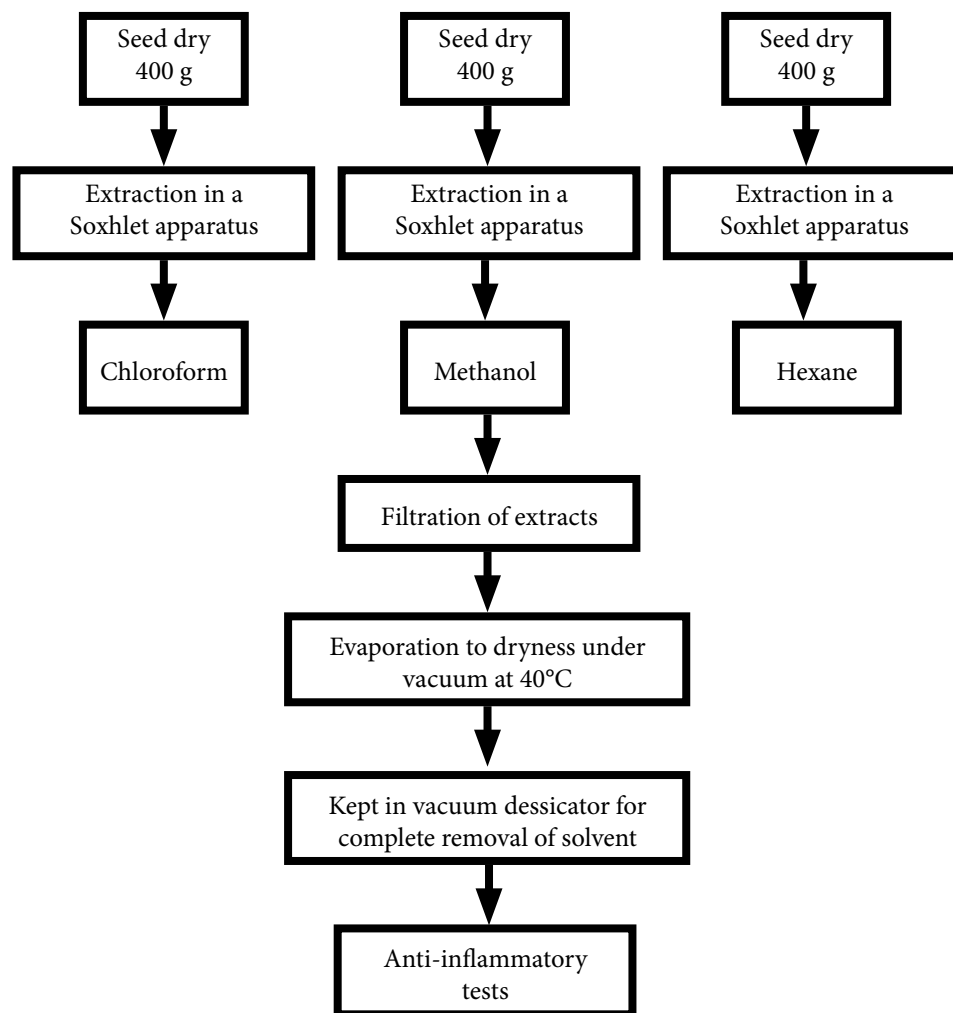 Seed dry
400 g
Seed dry
400 g
Seed dry
400 g
Extraction in a
Soxhlet apparatus
Extraction in a
Soxhlet apparatus
Extraction in a
Soxhlet apparatus
Chloroform
Methanol
Hexane
Filtration of extracts
Evaporation to dryness under
vacuum at 40°C
Kept in vacuum dessicator for
complete removal of solvent
Anti-inflammatory
tests